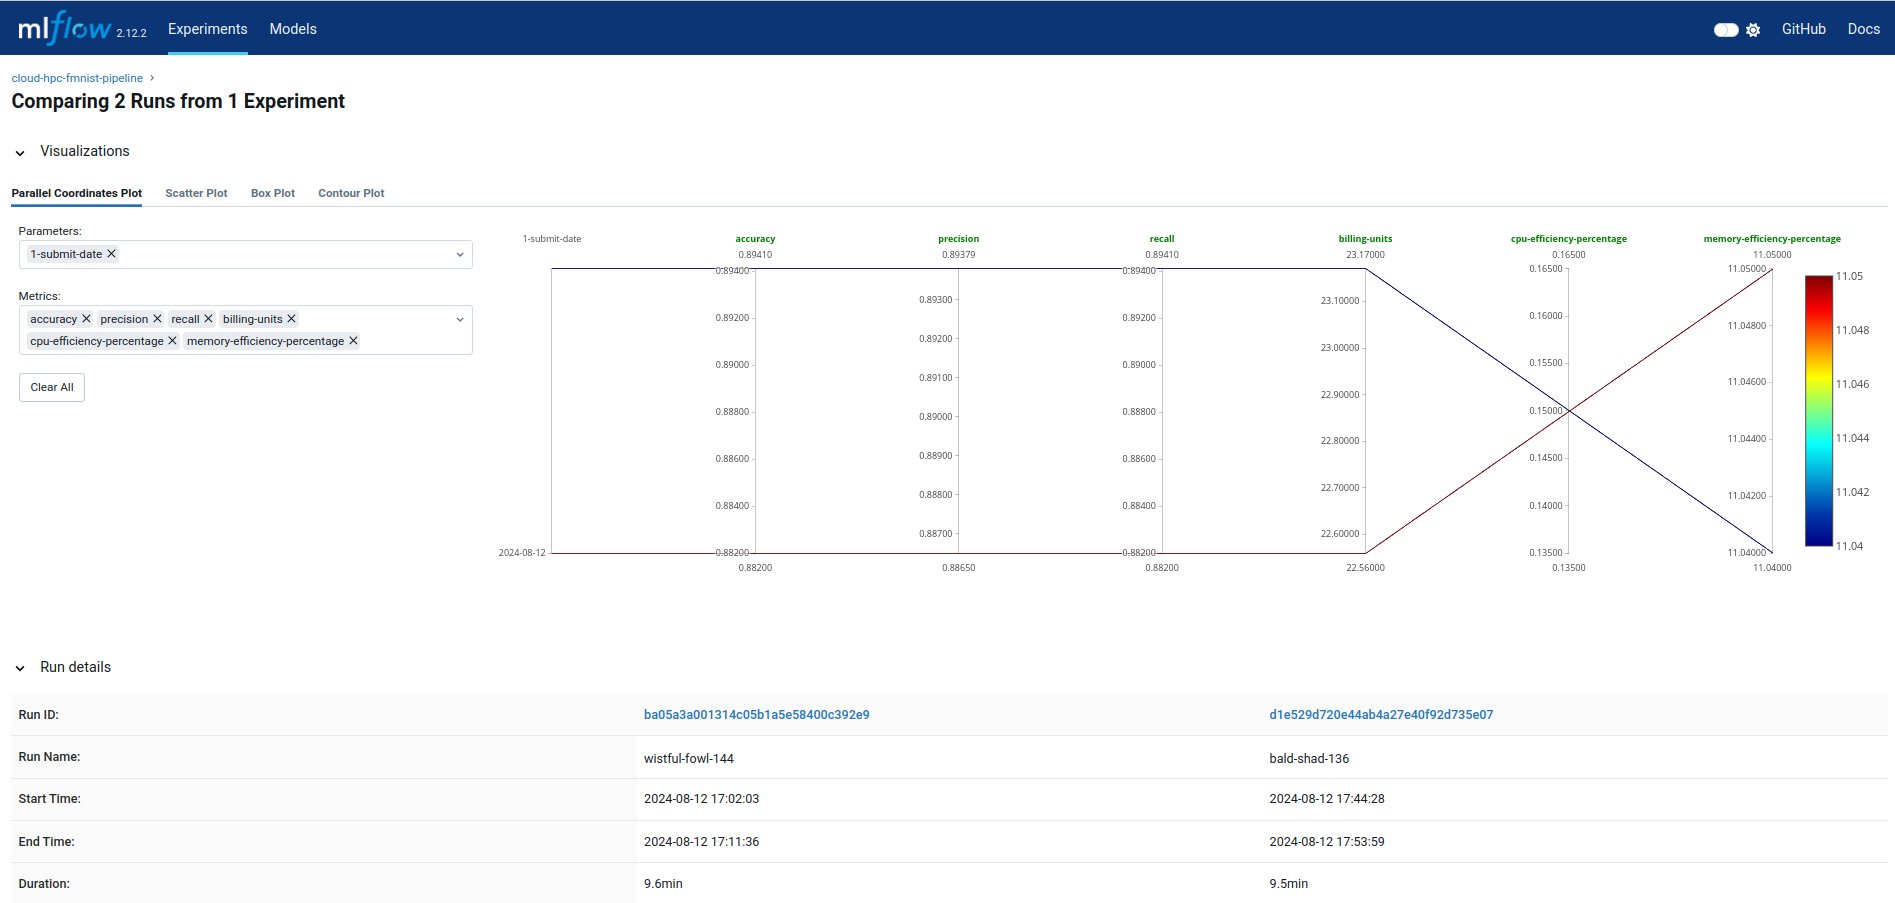 mlflow 2.12.2 Experiments Models GitHub Docs
cloud-hpc-fmnist-pipeline ›
Comparing 2 Runs from 1 Experiment
Visualizations
Parallel Coordinates Plot Scatter Plot Box Plot Contour Plot
Parameters:
1-submit-date ✕
Metrics:
accuracy ✕ precision ✕ recall ✕ billing-units ✕
cpu-efficiency-percentage ✕ memory-efficiency-percentage ✕
Clear All
1-submit-date
2024-08-12
accuracy
0.89410
0.89400
0.89200
0.89000
0.88800
0.88600
0.88400
0.88200
0.88200
precision
0.89379
0.89300
0.89200
0.89100
0.89000
0.88900
0.88800
0.88700
0.88650
recall
0.89410
0.89400
0.89200
0.89000
0.88800
0.88600
0.88400
0.88200
0.88200
billing-units
23.17000
23.10000
23.00000
22.90000
22.80000
22.70000
22.60000
22.56000
cpu-efficiency-percentage
0.16500
0.16500
0.16000
0.15500
0.15000
0.14500
0.14000
0.13500
0.13500
memory-efficiency-percentage
11.05000
11.05000
11.04800
11.04600
11.04400
11.04200
11.04000
11.04000
11.05
11.048
11.046
11.044
11.042
11.04
Run details
Run ID: ba05a3a001314c05b1a5e58400c392e9 d1e529d720e44ab4a27e40f92d735e07
Run Name: wistful-fowl-144 bald-shad-136
Start Time: 2024-08-12 17:02:03 2024-08-12 17:44:28
End Time: 2024-08-12 17:11:36 2024-08-12 17:53:59
Duration: 9.6min 9.5min